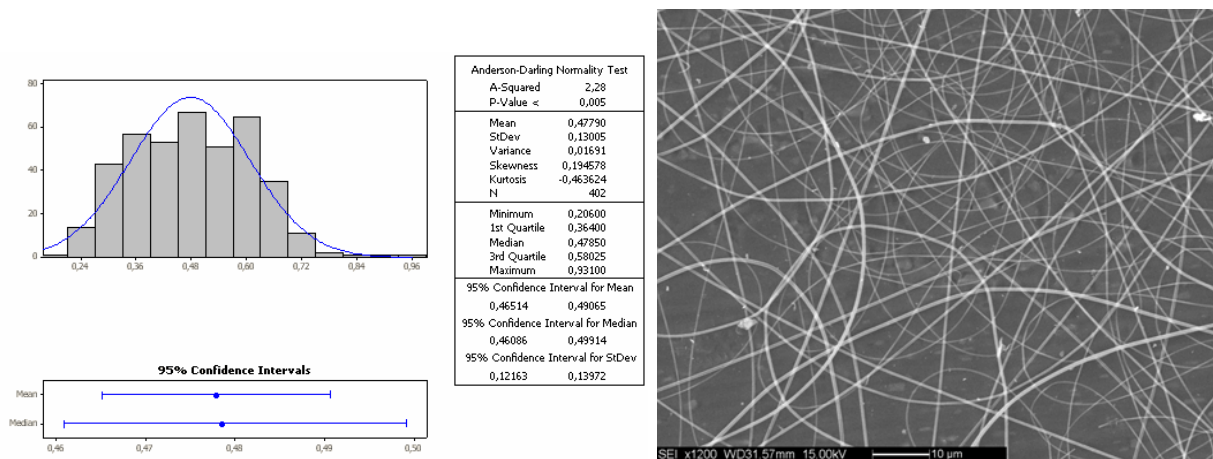 80
60
40
20
0
0,24 0,36 0,48 0,60 0,72 0,84 0,96
95% Confidence Intervals
Mean
Median
0,46 0,47 0,48 0,49 0,50
Anderson-Darling Normality Test
A-Squared 2,28
P-Value < 0,005
Mean 0,47790
StDev 0,13005
Variance 0,01691
Skewness 0,194578
Kurtosis -0,463624
N 402
Minimum 0,20600
1st Quartile 0,36400
Median 0,47850
3rd Quartile 0,58025
Maximum 0,93100
95% Confidence Interval for Mean
0,46514 0,49065
95% Confidence Interval for Median
0,46086 0,49914
95% Confidence Interval for StDev
0,12163 0,13972
SEI x1200 WD31.57mm 15.00kV 10 µm